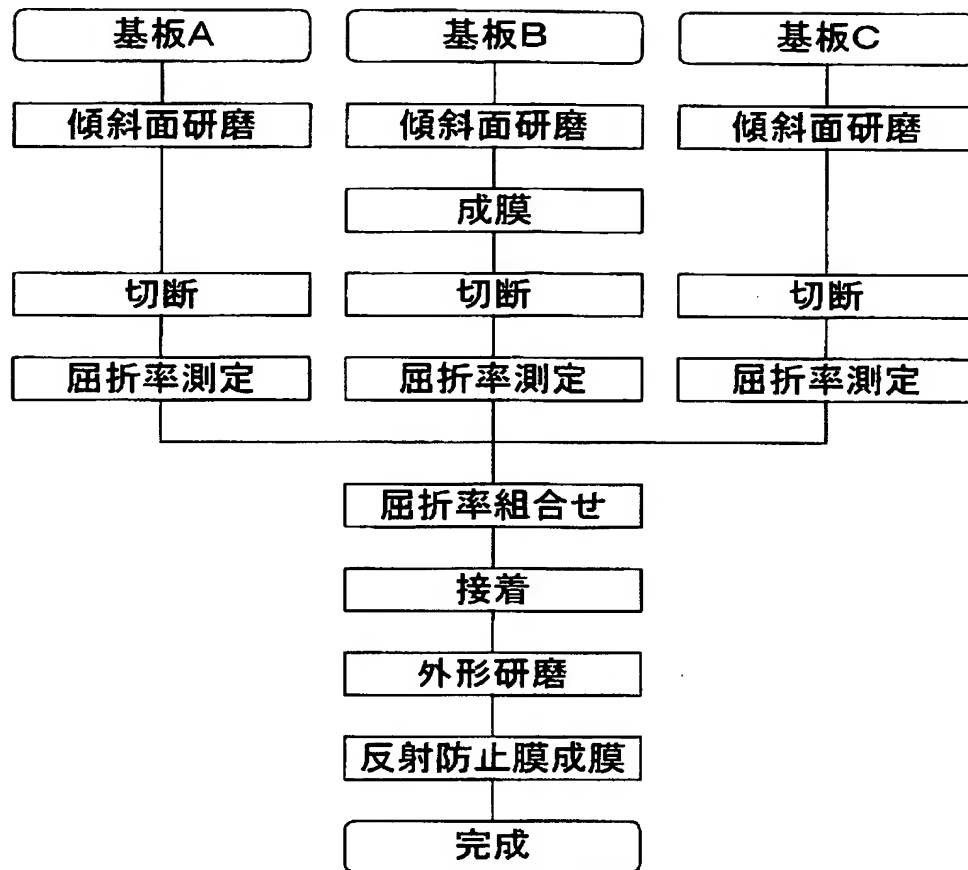 基板A
基板B
基板C
傾斜面研磨
傾斜面研磨
傾斜面研磨
成膜
切断
切断
切断
屈折率測定
屈折率測定
屈折率測定
屈折率組合せ
接着
外形研磨
反射防止膜成膜
完成